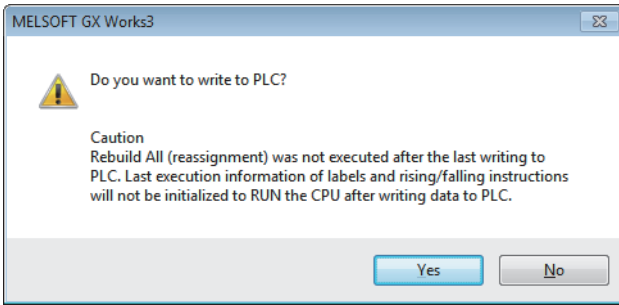 MELSOFT GX Works3
Do you want to write to PLC?
Caution
Rebuild All (reassignment) was not executed after the last writing to
PLC. Last execution information of labels and rising/falling instructions
will not be initialized to RUN the CPU after writing data to PLC.
Yes
No